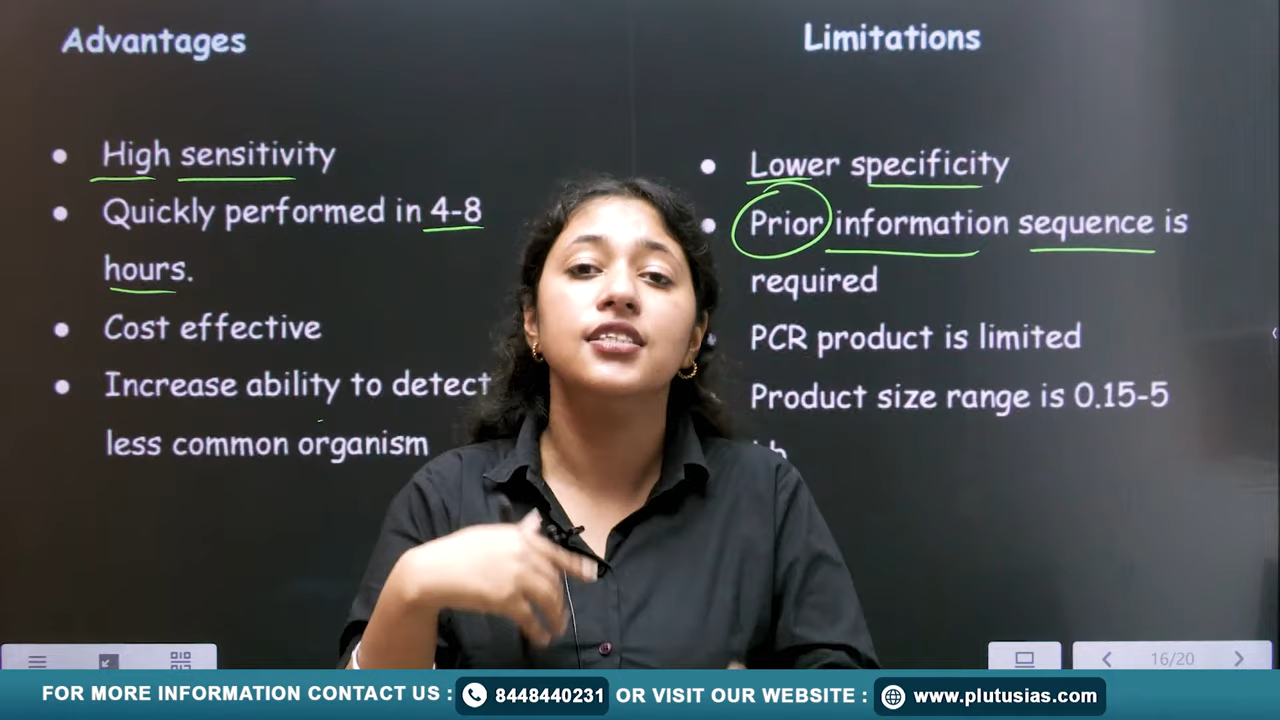 Advantages
High sensitivity
Quickly performed in 4-8
hours.
Cost effective
Increase ability to detect
less common organism
Limitations
Lower specificity
Prior information sequence is
required
PCR product is limited
Product size range is 0.15-5
16/20
FOR MORE INFORMATION CONTACT US : 8448440231 OR VISIT OUR WEBSITE : www.plutusias.com